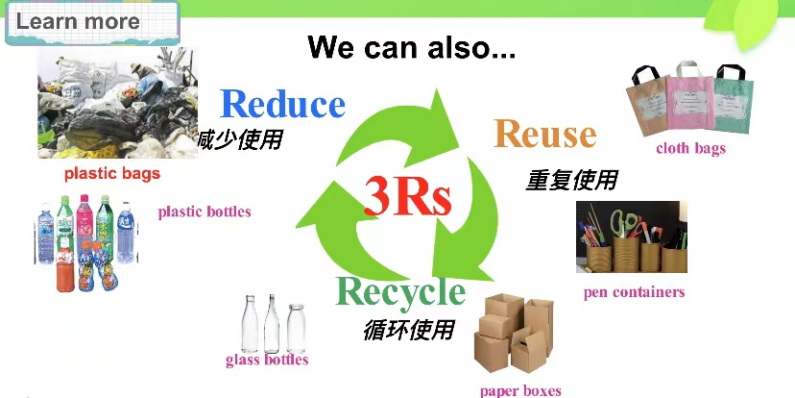 Learn more
We can also...
Reduce
减少使用
plastic bags
plastic bottles
3Rs
Reuse
重复使用
cloth bags
pen containers
Recycle
循环使用
glass bottles
paper boxes